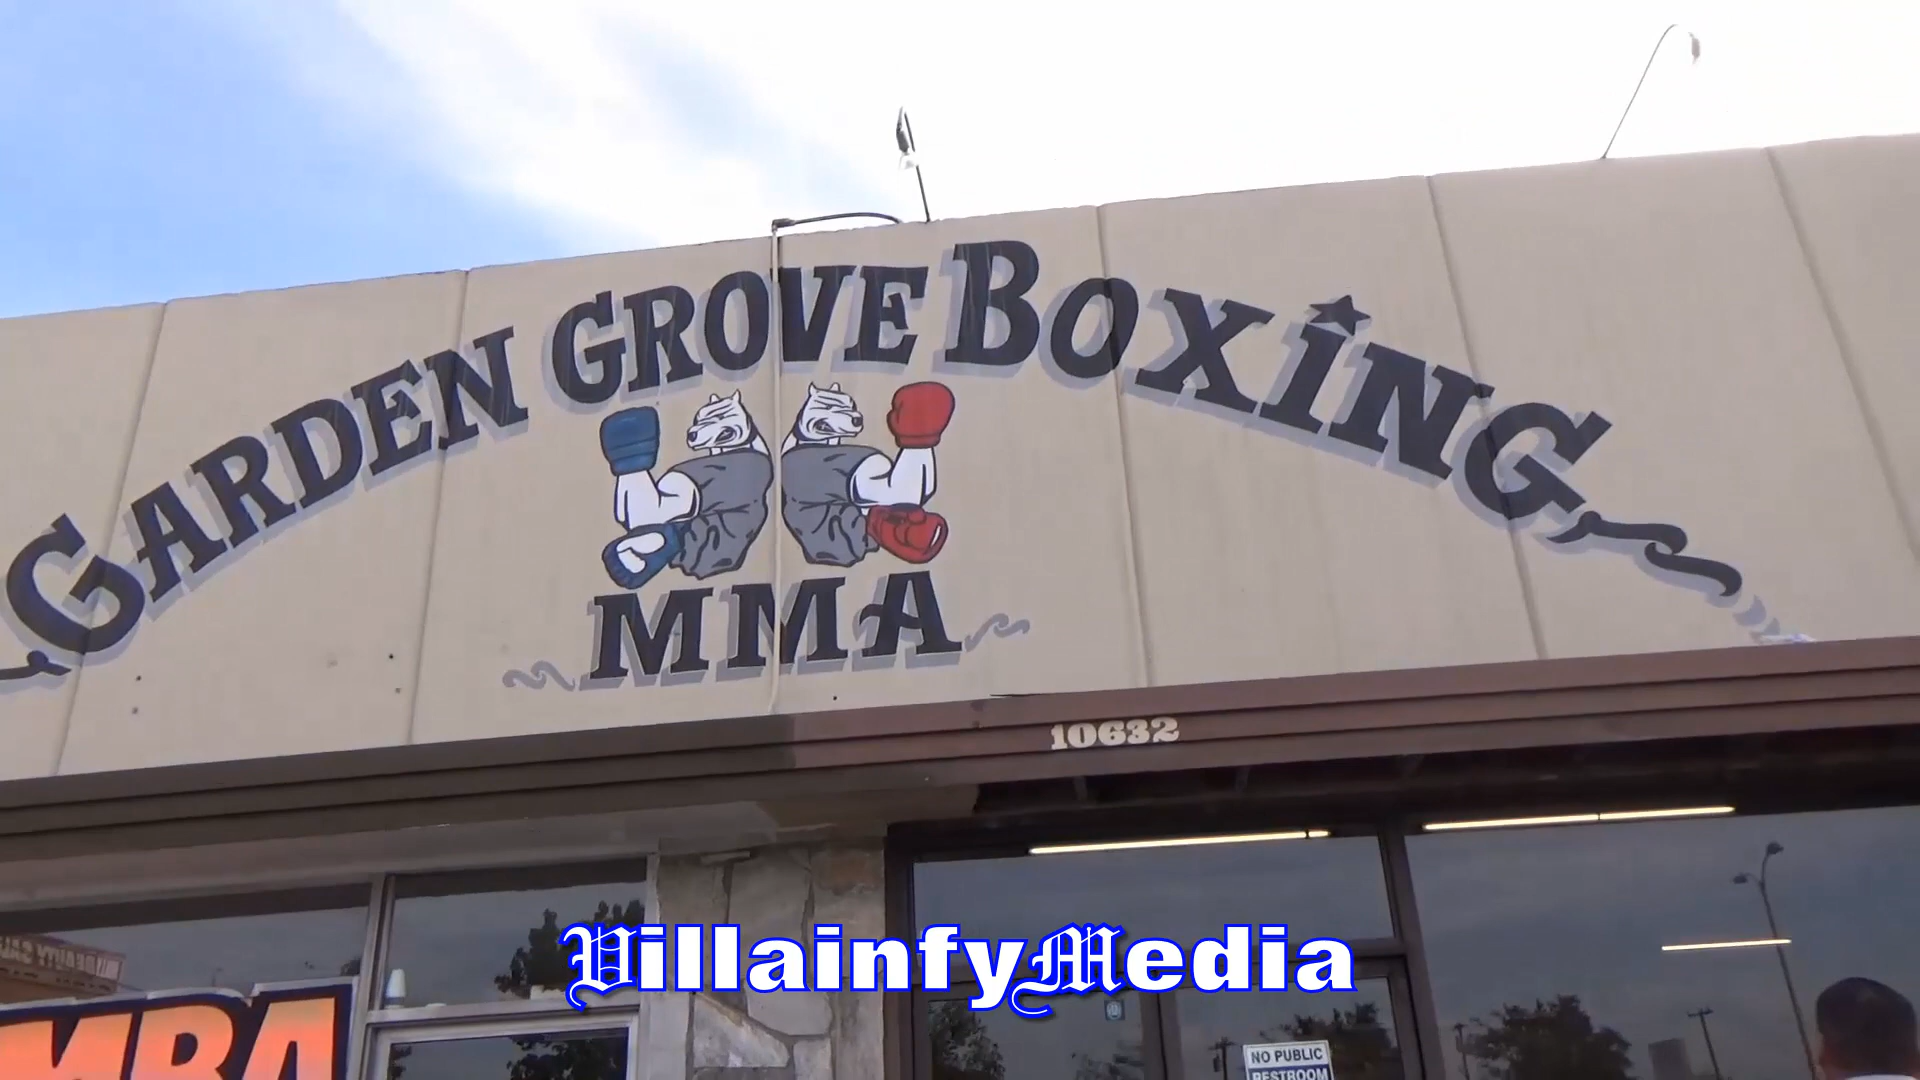 Garden Grove Boxing
MMA
10632
VillainfyMedia
NO PUBLIC
RESTROOM